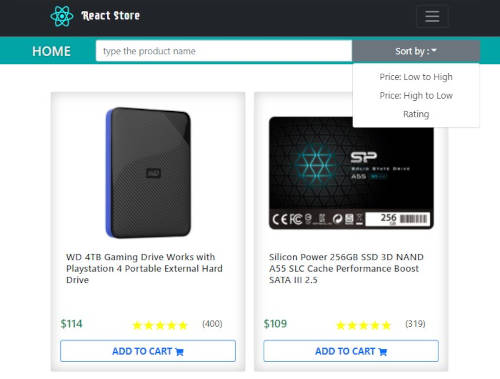 React Store
HOME
type the product name
Sort by :
Price: Low to High
Price: High to Low
Rating
WD
SP
SOLID STATE DRIVE
A55
256
GB
WD 4TB Gaming Drive Works with
Playstation 4 Portable External Hard
Drive
$114
(400)
ADD TO CART
Silicon Power 256GB SSD 3D NAND
A55 SLC Cache Performance Boost
SATA III 2.5
$109
(319)
ADD TO CART